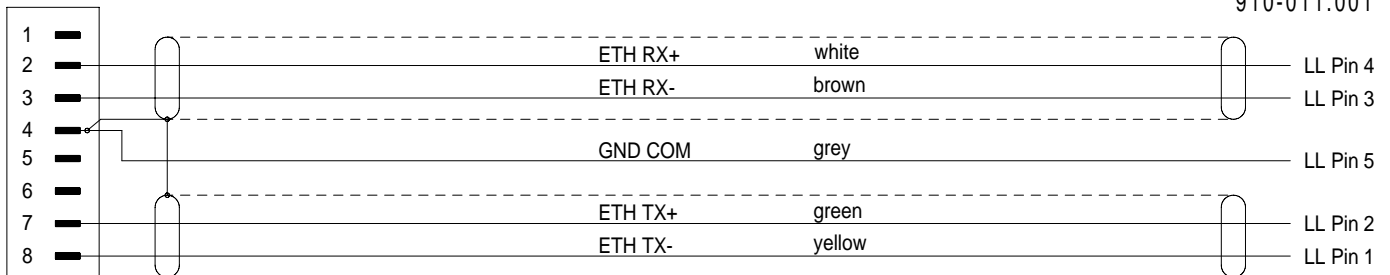 910-011.001
1
2 ETH RX+ white LL Pin 4
3 ETH RX- brown LL Pin 3
4
5 GND COM grey LL Pin 5
6
7 ETH TX+ green LL Pin 2
8 ETH TX- yellow LL Pin 1